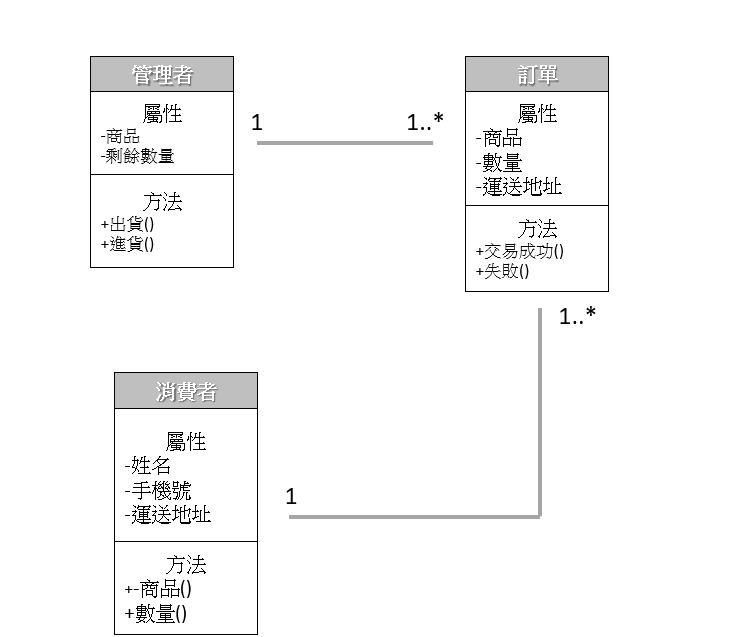 管理者
屬性
-商品
-剩餘數量
方法
+出貨()
+進貨()
1
1..*
訂單
屬性
-商品
-數量
-運送地址
方法
+交易成功()
+失敗()
1..*
消費者
屬性
-姓名
-手機號
-運送地址
方法
+-商品()
+數量()
1